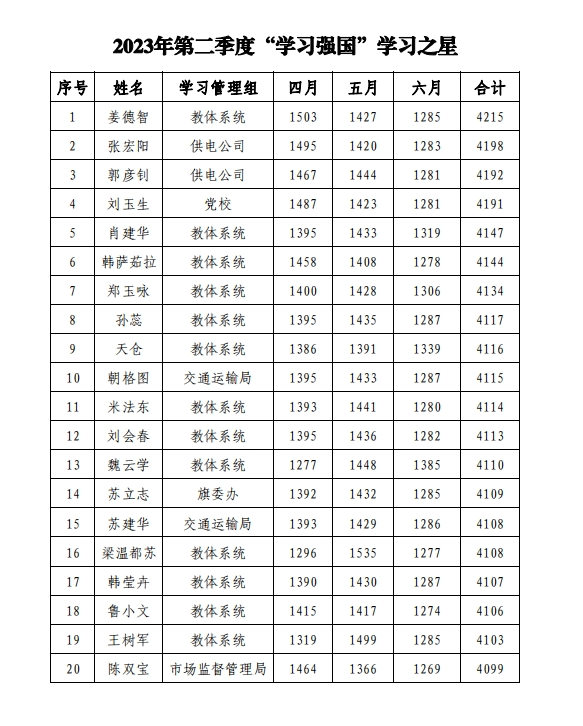 2023年第二季度“学习强国”学习之星
序号 姓名 学习管理组 四月 五月 六月 合计
1 姜德智 教体系统 1503 1427 1285 4215
2 张宏阳 供电公司 1495 1420 1283 4198
3 郭彦钊 供电公司 1467 1444 1281 4192
4 刘玉生 党校 1487 1423 1281 4191
5 肖建华 教体系统 1395 1433 1319 4147
6 韩萨茹拉 教体系统 1458 1408 1278 4144
7 郑玉咏 教体系统 1400 1428 1306 4134
8 孙蕊 教体系统 1395 1435 1287 4117
9 天仓 教体系统 1386 1391 1339 4116
10 朝格图 交通运输局 1395 1433 1287 4115
11 米法东 教体系统 1393 1441 1280 4114
12 刘会春 教体系统 1395 1436 1282 4113
13 魏云学 教体系统 1277 1448 1385 4110
14 苏立志 旗委办 1392 1432 1285 4109
15 苏建华 交通运输局 1393 1429 1286 4108
16 梁温都苏 教体系统 1296 1535 1277 4108
17 韩莹卉 教体系统 1390 1430 1287 4107
18 鲁小文 教体系统 1415 1417 1274 4106
19 王树军 教体系统 1319 1499 1285 4103
20 陈双宝 市场监督管理局 1464 1366 1269 4099